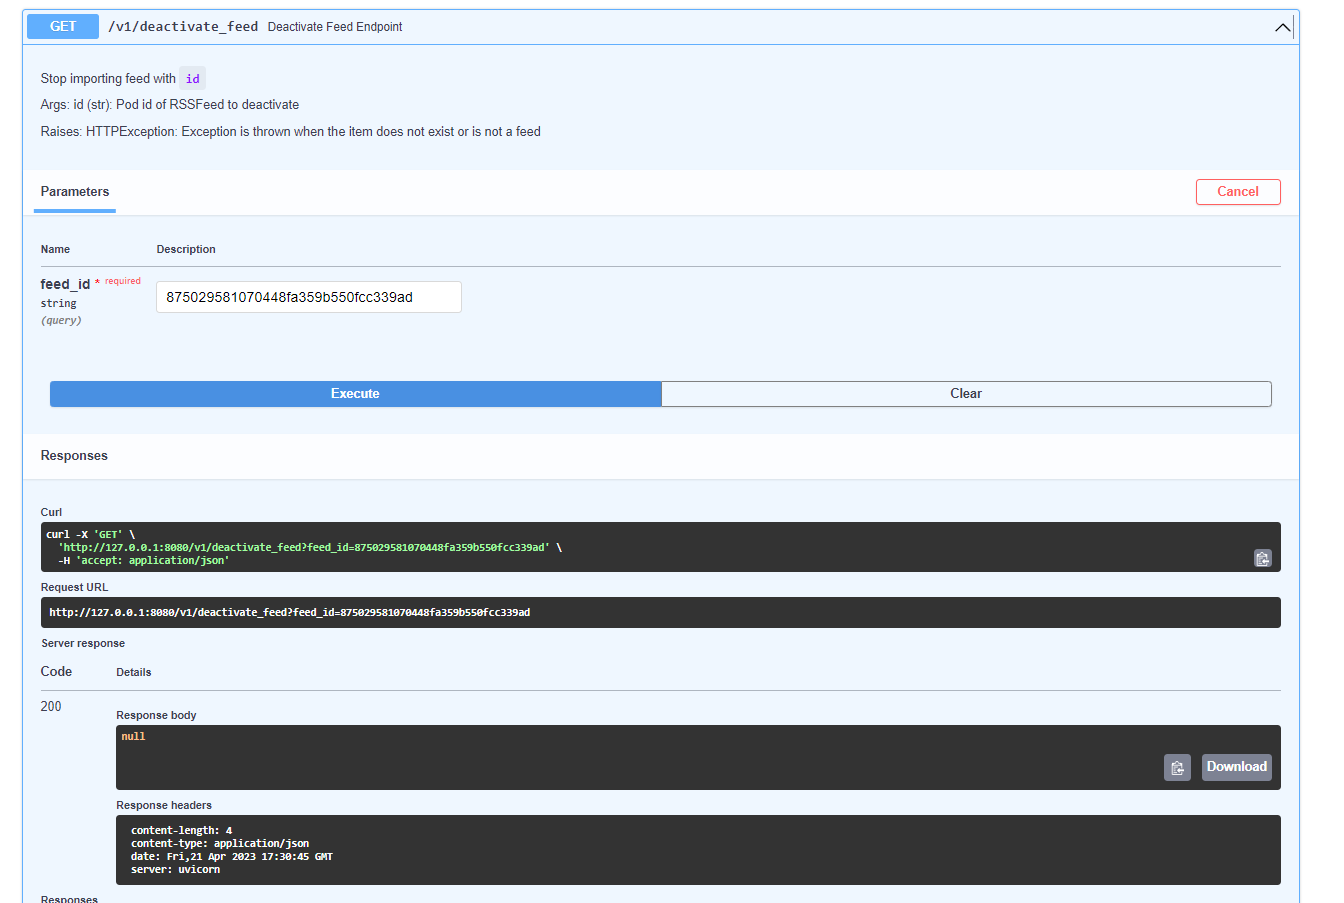 GET /v1/deactivate_feed Deactivate Feed Endpoint
Stop importing feed with id
Args: id (str): Pod id of RSSFeed to deactivate
Raises: HTTPException: Exception is thrown when the item does not exist or is not a feed
Parameters
Cancel
Name Description
feed_id * required
string
(query)
875029581070448fa359b550fcc339ad
Execute
Clear
Responses
Curl
curl -X 'GET' \
'http://127.0.0.1:8080/v1/deactivate_feed?feed_id=875029581070448fa359b550fcc339ad' \
-H 'accept: application/json'
Request URL
http://127.0.0.1:8080/v1/deactivate_feed?feed_id=875029581070448fa359b550fcc339ad
Server response
Code Details
200
Response body
null
Download
Response headers
content-length: 4
content-type: application/json
date: Fri,21 Apr 2023 17:30:45 GMT
server: uvicorn
Responses